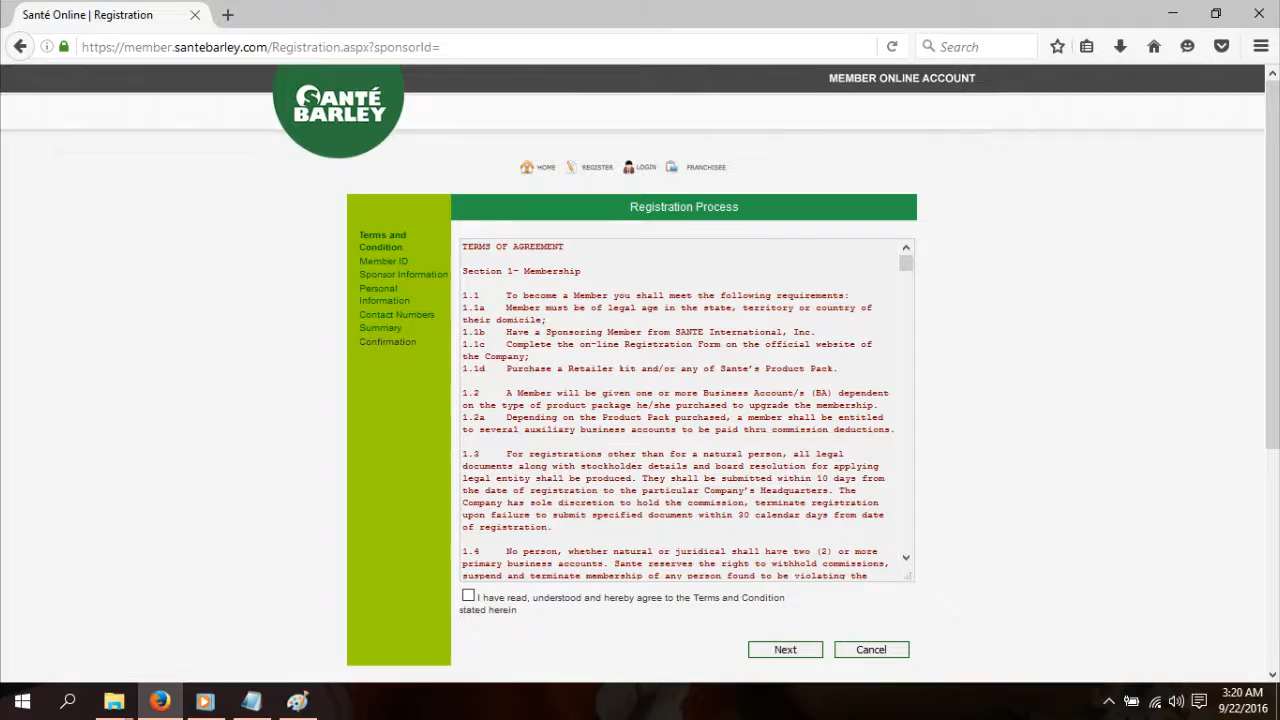 Santé Online | Registration
https://member.santebarley.com/Registration.aspx?sponsorId=
Search
MEMBER ONLINE ACCOUNT
SANTÉ
BARLEY
HOME
REGISTER
LOGIN
FRANCHISEE
Registration Process
Terms and
Condition
Member ID
Sponsor Information
Personal
Information
Contact Numbers
Summary
Confirmation
TERMS OF AGREEMENT
Section 1- Membership
1.1 To become a Member you shall meet the following requirements:
1.1a Member must be of legal age in the state, territory or country of
their domicile;
1.1b Have a Sponsoring Member from SANTE International, Inc.
1.1c Complete the on-line Registration Form on the official website of
the Company;
1.1d Purchase a Retailer kit and/or any of Sante's Product Pack.
1.2 A Member will be given one or more Business Account/s (BA) dependent
on the type of product package he/she purchased to upgrade the membership.
1.2a Depending on the Product Pack purchased, a member shall be entitled
to several auxiliary business accounts to be paid thru commission deductions.
1.3 For registrations other than for a natural person, all legal
documents along with stockholder details and board resolution for applying
legal entity shall be produced. They shall be submitted within 10 days from
the date of registration to the particular Company's Headquarters. The
Company has sole discretion to hold the commission, terminate registration
upon failure to submit specified document within 30 calendar days from date
of registration.
1.4 No person, whether natural or juridical shall have two (2) or more
primary business accounts. Sante reserves the right to withhold commissions,
suspend and terminate membership of any person found to be violating the
I have read, understood and hereby agree to the Terms and Condition
stated herein
Next
Cancel
3:20 AM
9/22/2016